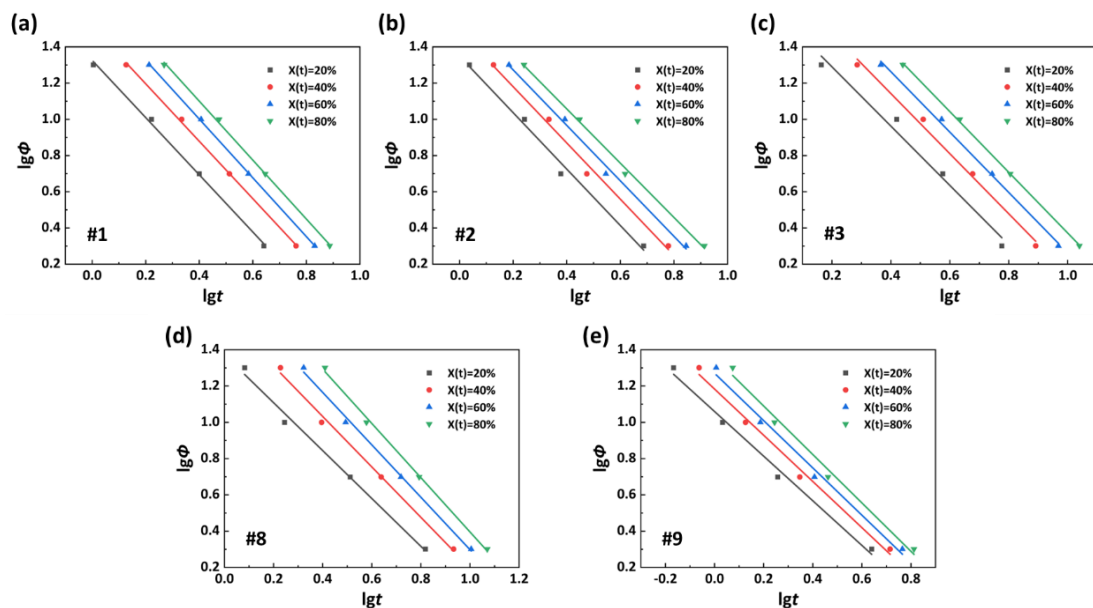 (a)
1.4
1.2
1.0
0.8
0.6
0.4
0.2
lgΦ
X(t)=20%
X(t)=40%
X(t)=60%
X(t)=80%
#1
0.0 0.2 0.4 0.6 0.8 1.0
lgt
(b)
1.4
1.2
1.0
0.8
0.6
0.4
0.2
lgΦ
X(t)=20%
X(t)=40%
X(t)=60%
X(t)=80%
#2
0.0 0.2 0.4 0.6 0.8 1.0
lgt
(c)
1.4
1.2
1.0
0.8
0.6
0.4
0.2
lgΦ
X(t)=20%
X(t)=40%
X(t)=60%
X(t)=80%
#3
0.2 0.4 0.6 0.8 1.0
lgt
(d)
1.4
1.2
1.0
0.8
0.6
0.4
0.2
lgΦ
X(t)=20%
X(t)=40%
X(t)=60%
X(t)=80%
#8
0.0 0.2 0.4 0.6 0.8 1.0 1.2
lgt
(e)
1.4
1.2
1.0
0.8
0.6
0.4
0.2
lgΦ
X(t)=20%
X(t)=40%
X(t)=60%
X(t)=80%
#9
-0.2 0.0 0.2 0.4 0.6 0.8
lgt